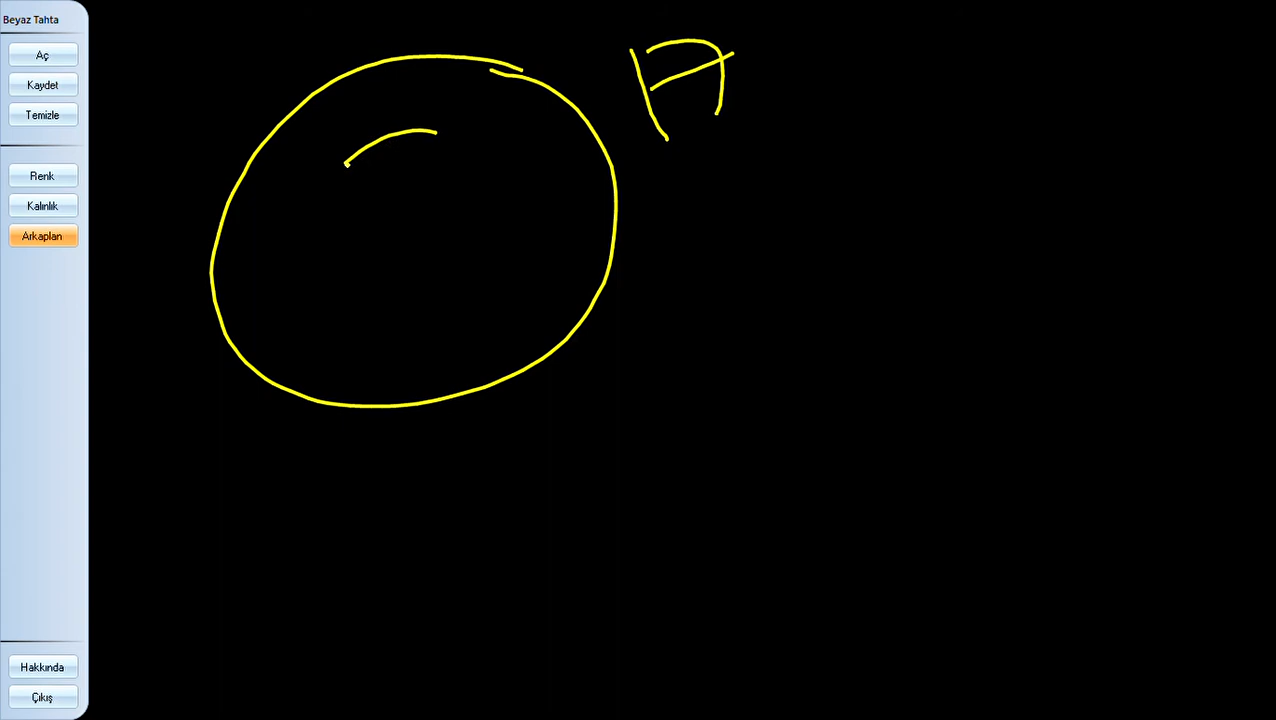 Beyaz Tahta
Aç
Kaydet
Temizle
Renk
Kalınlık
Arkaplan
Hakkında
Çıkış
A